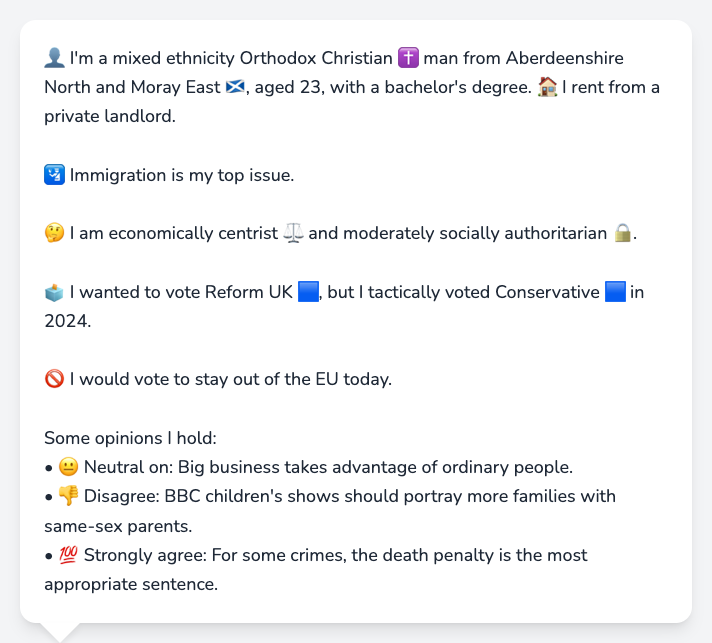 👤 I'm a mixed ethnicity Orthodox Christian ✝️ man from Aberdeenshire
North and Moray East 🏴󠁧󠁢󠁳󠁣󠁴󠁿, aged 23, with a bachelor's degree. 🏠 I rent from a
private landlord.
🛂 Immigration is my top issue.
🤔 I am economically centrist ⚖️ and moderately socially authoritarian 🔒.
🗳️ I wanted to vote Reform UK 🟦, but I tactically voted Conservative 🟦 in
2024.
🚫 I would vote to stay out of the EU today.
Some opinions I hold:
• 😐 Neutral on: Big business takes advantage of ordinary people.
• 👎 Disagree: BBC children's shows should portray more families with
same-sex parents.
• 💯 Strongly agree: For some crimes, the death penalty is the most
appropriate sentence.